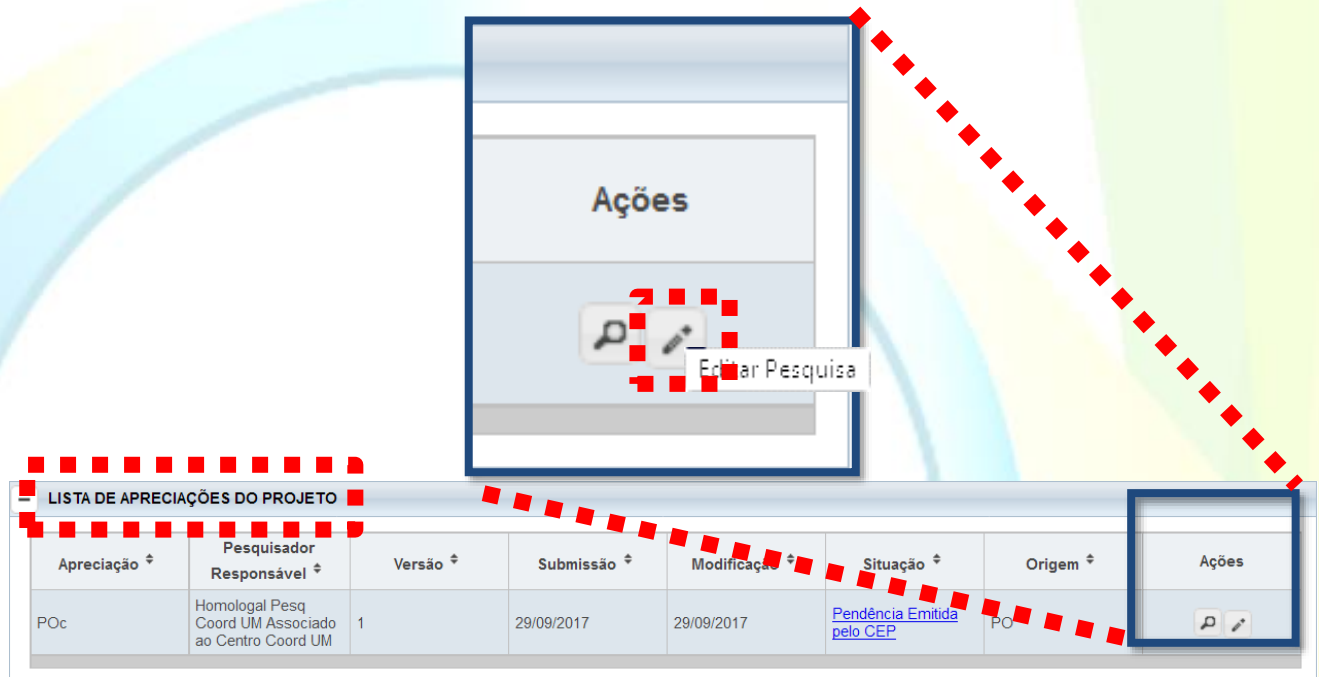 Ações
Editar Pesquisa
LISTA DE APRECIAÇÕES DO PROJETO
Apreciação
Pesquisador
Responsável
Versão
Submissão
Modificação
Situação
Origem
Ações
POc
Homologal Pesq
Coord UM Associado
ao Centro Coord UM
1
29/09/2017
29/09/2017
Pendência Emitida
pelo CEP
PO